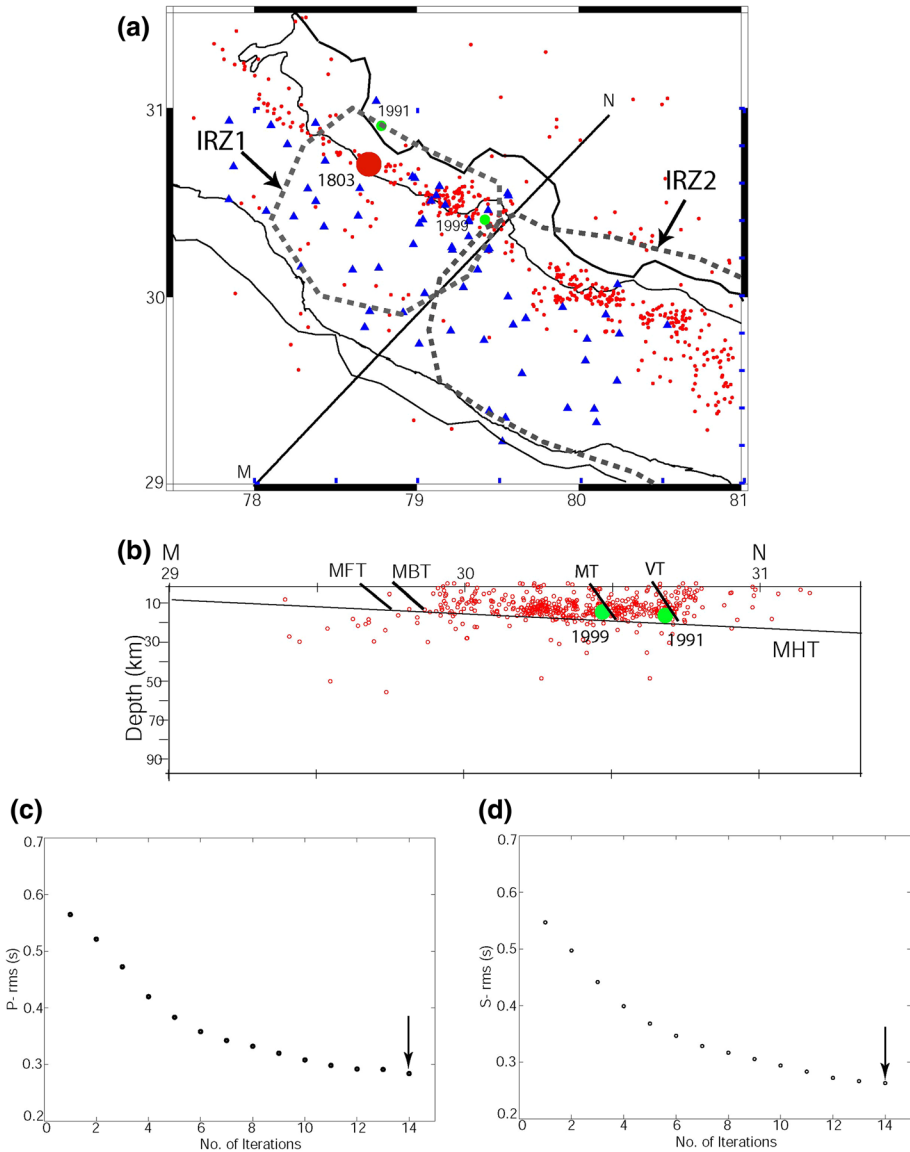 (a)
N
31
1991
IRZ1
IRZ2
1803
1999
30
M
29
78
79
80
81
(b)
M
N
29
30
31
MFT
MBT
MT
VT
10
30
50
70
90
Depth (km)
1999
1991
MHT
(c)
0.7
0.6
0.5
0.4
0.3
0.2
P- rms (s)
0 2 4 6 8 10 12 14
No. of Iterations
(d)
0.7
0.6
0.5
0.4
0.3
0.2
S- rms (s)
0 2 4 6 8 10 12 14
No. of Iterations